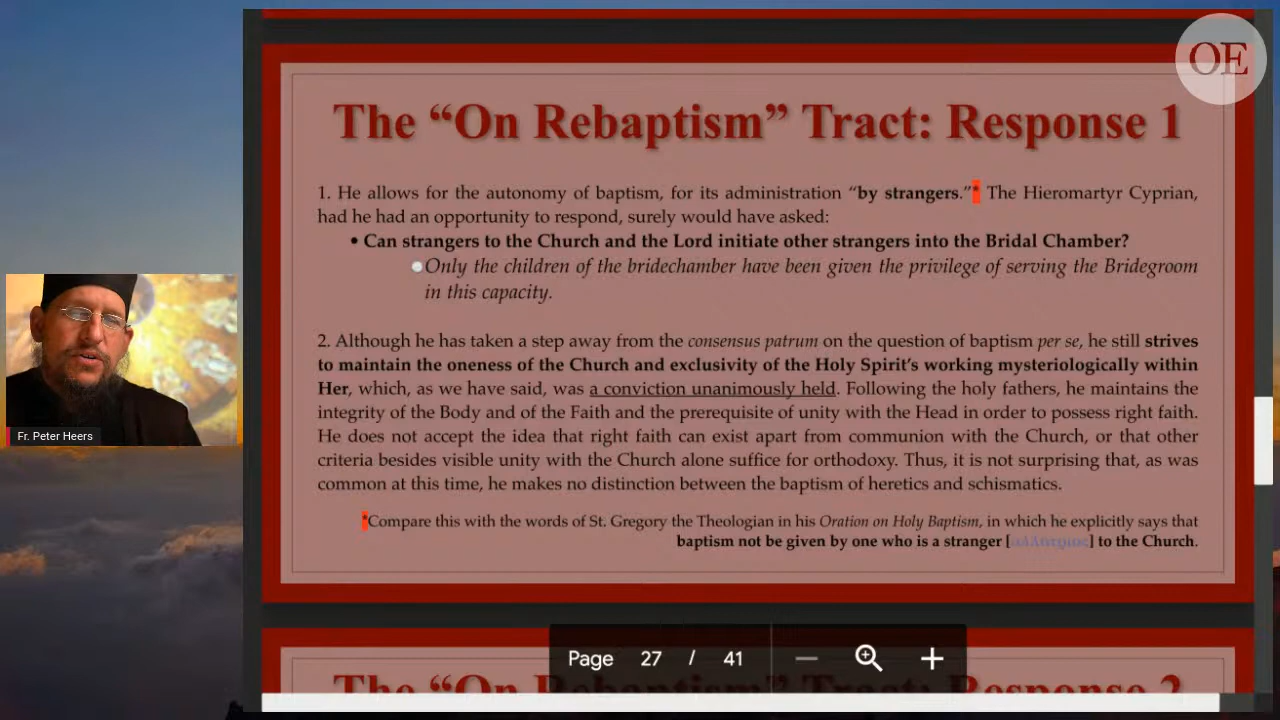 OE
The “On Rebaptism” Tract: Response 1
1. He allows for the autonomy of baptism, for its administration “by strangers.”* The Hieromartyr Cyprian,
had he had an opportunity to respond, surely would have asked:
• Can strangers to the Church and the Lord initiate other strangers into the Bridal Chamber?
Only the children of the bridechamber have been given the privilege of serving the Bridegroom
in this capacity.
2. Although he has taken a step away from the consensus patrum on the question of baptism per se, he still strives
to maintain the oneness of the Church and exclusivity of the Holy Spirit’s working mysteriologically within
Her, which, as we have said, was a conviction unanimously held. Following the holy fathers, he maintains the
integrity of the Body and of the Faith and the prerequisite of unity with the Head in order to possess right faith.
He does not accept the idea that right faith can exist apart from communion with the Church, or that other
criteria besides visible unity with the Church alone suffice for orthodoxy. Thus, it is not surprising that, as was
common at this time, he makes no distinction between the baptism of heretics and schismatics.
*Compare this with the words of St. Gregory the Theologian in his Oration on Holy Baptism, in which he explicitly says that
baptism not be given by one who is a stranger [] to the Church.
Fr. Peter Heers
Page 27 / 41
The “On Rebaptism” Tract: Response 2